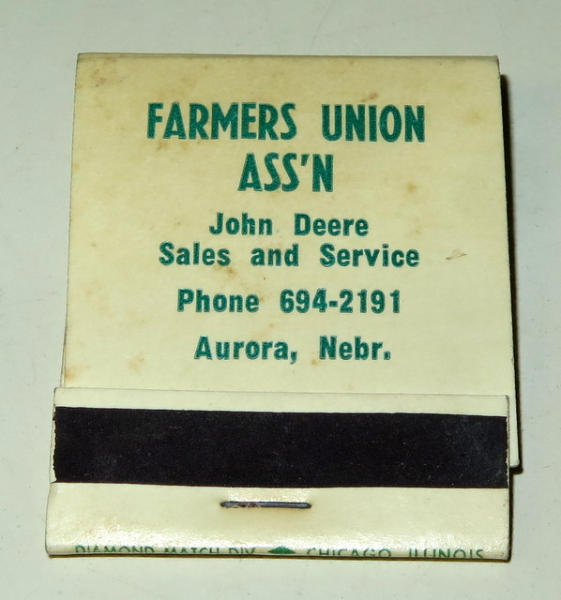 FARMERS UNION
ASS'N
John Deere
Sales and Service
Phone 694-2191
Aurora, Nebr.
DIAMOND MATCH DIV. CHICAGO, ILLINOIS